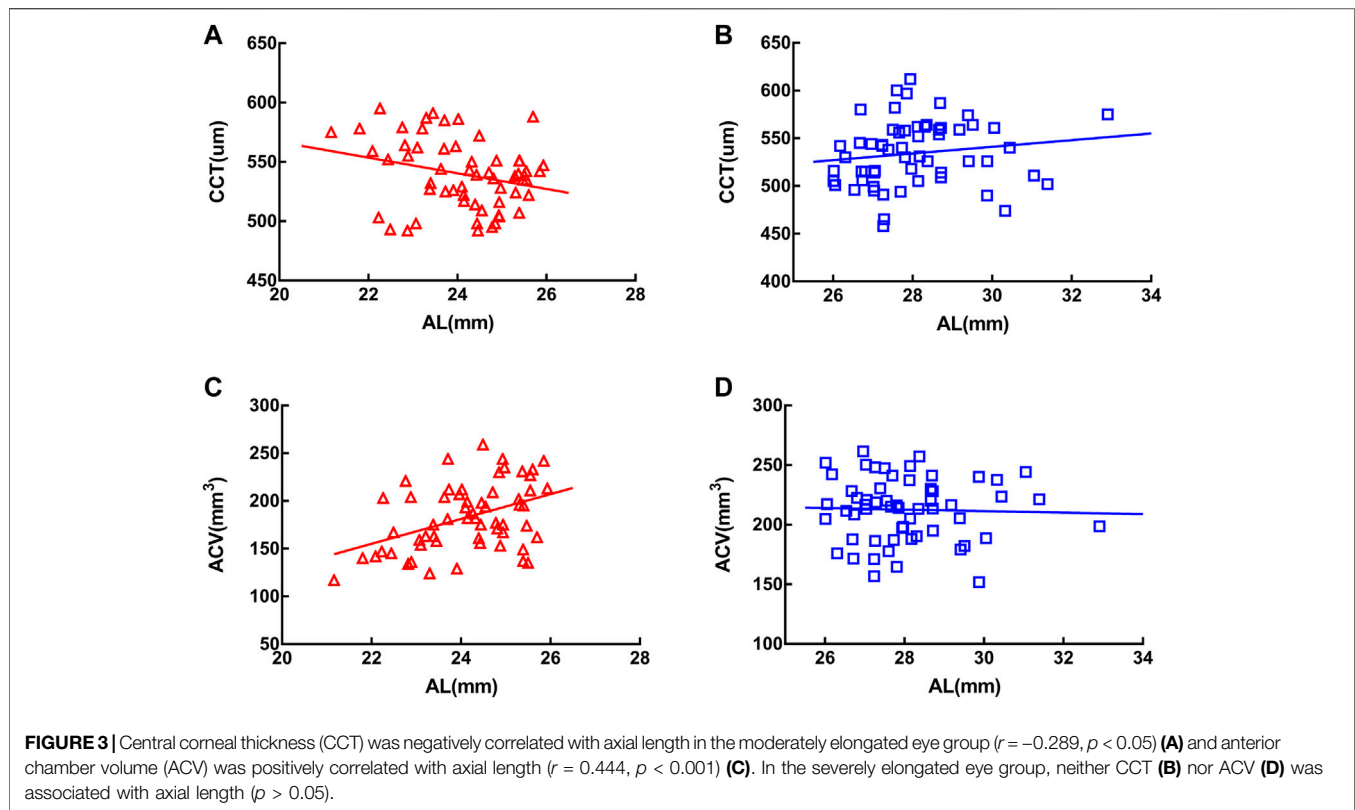 A
B
650
600
550
500
450
CCT(um)
20 22 24 26 28
AL(mm)
650
600
550
500
450
400
CCT(um)
26 28 30 32 34
AL(mm)
C
D
300
250
200
150
100
50
ACV(mm³)
20 22 24 26 28
AL(mm)
300
250
200
150
100
ACV(mm³)
26 28 30 32 34
AL(mm)
FIGURE 3 | Central corneal thickness (CCT) was negatively correlated with axial length in the moderately elongated eye group (r = −0.289, p < 0.05) (A) and anterior
chamber volume (ACV) was positively correlated with axial length (r = 0.444, p < 0.001) (C). In the severely elongated eye group, neither CCT (B) nor ACV (D) was
associated with axial length (p > 0.05).